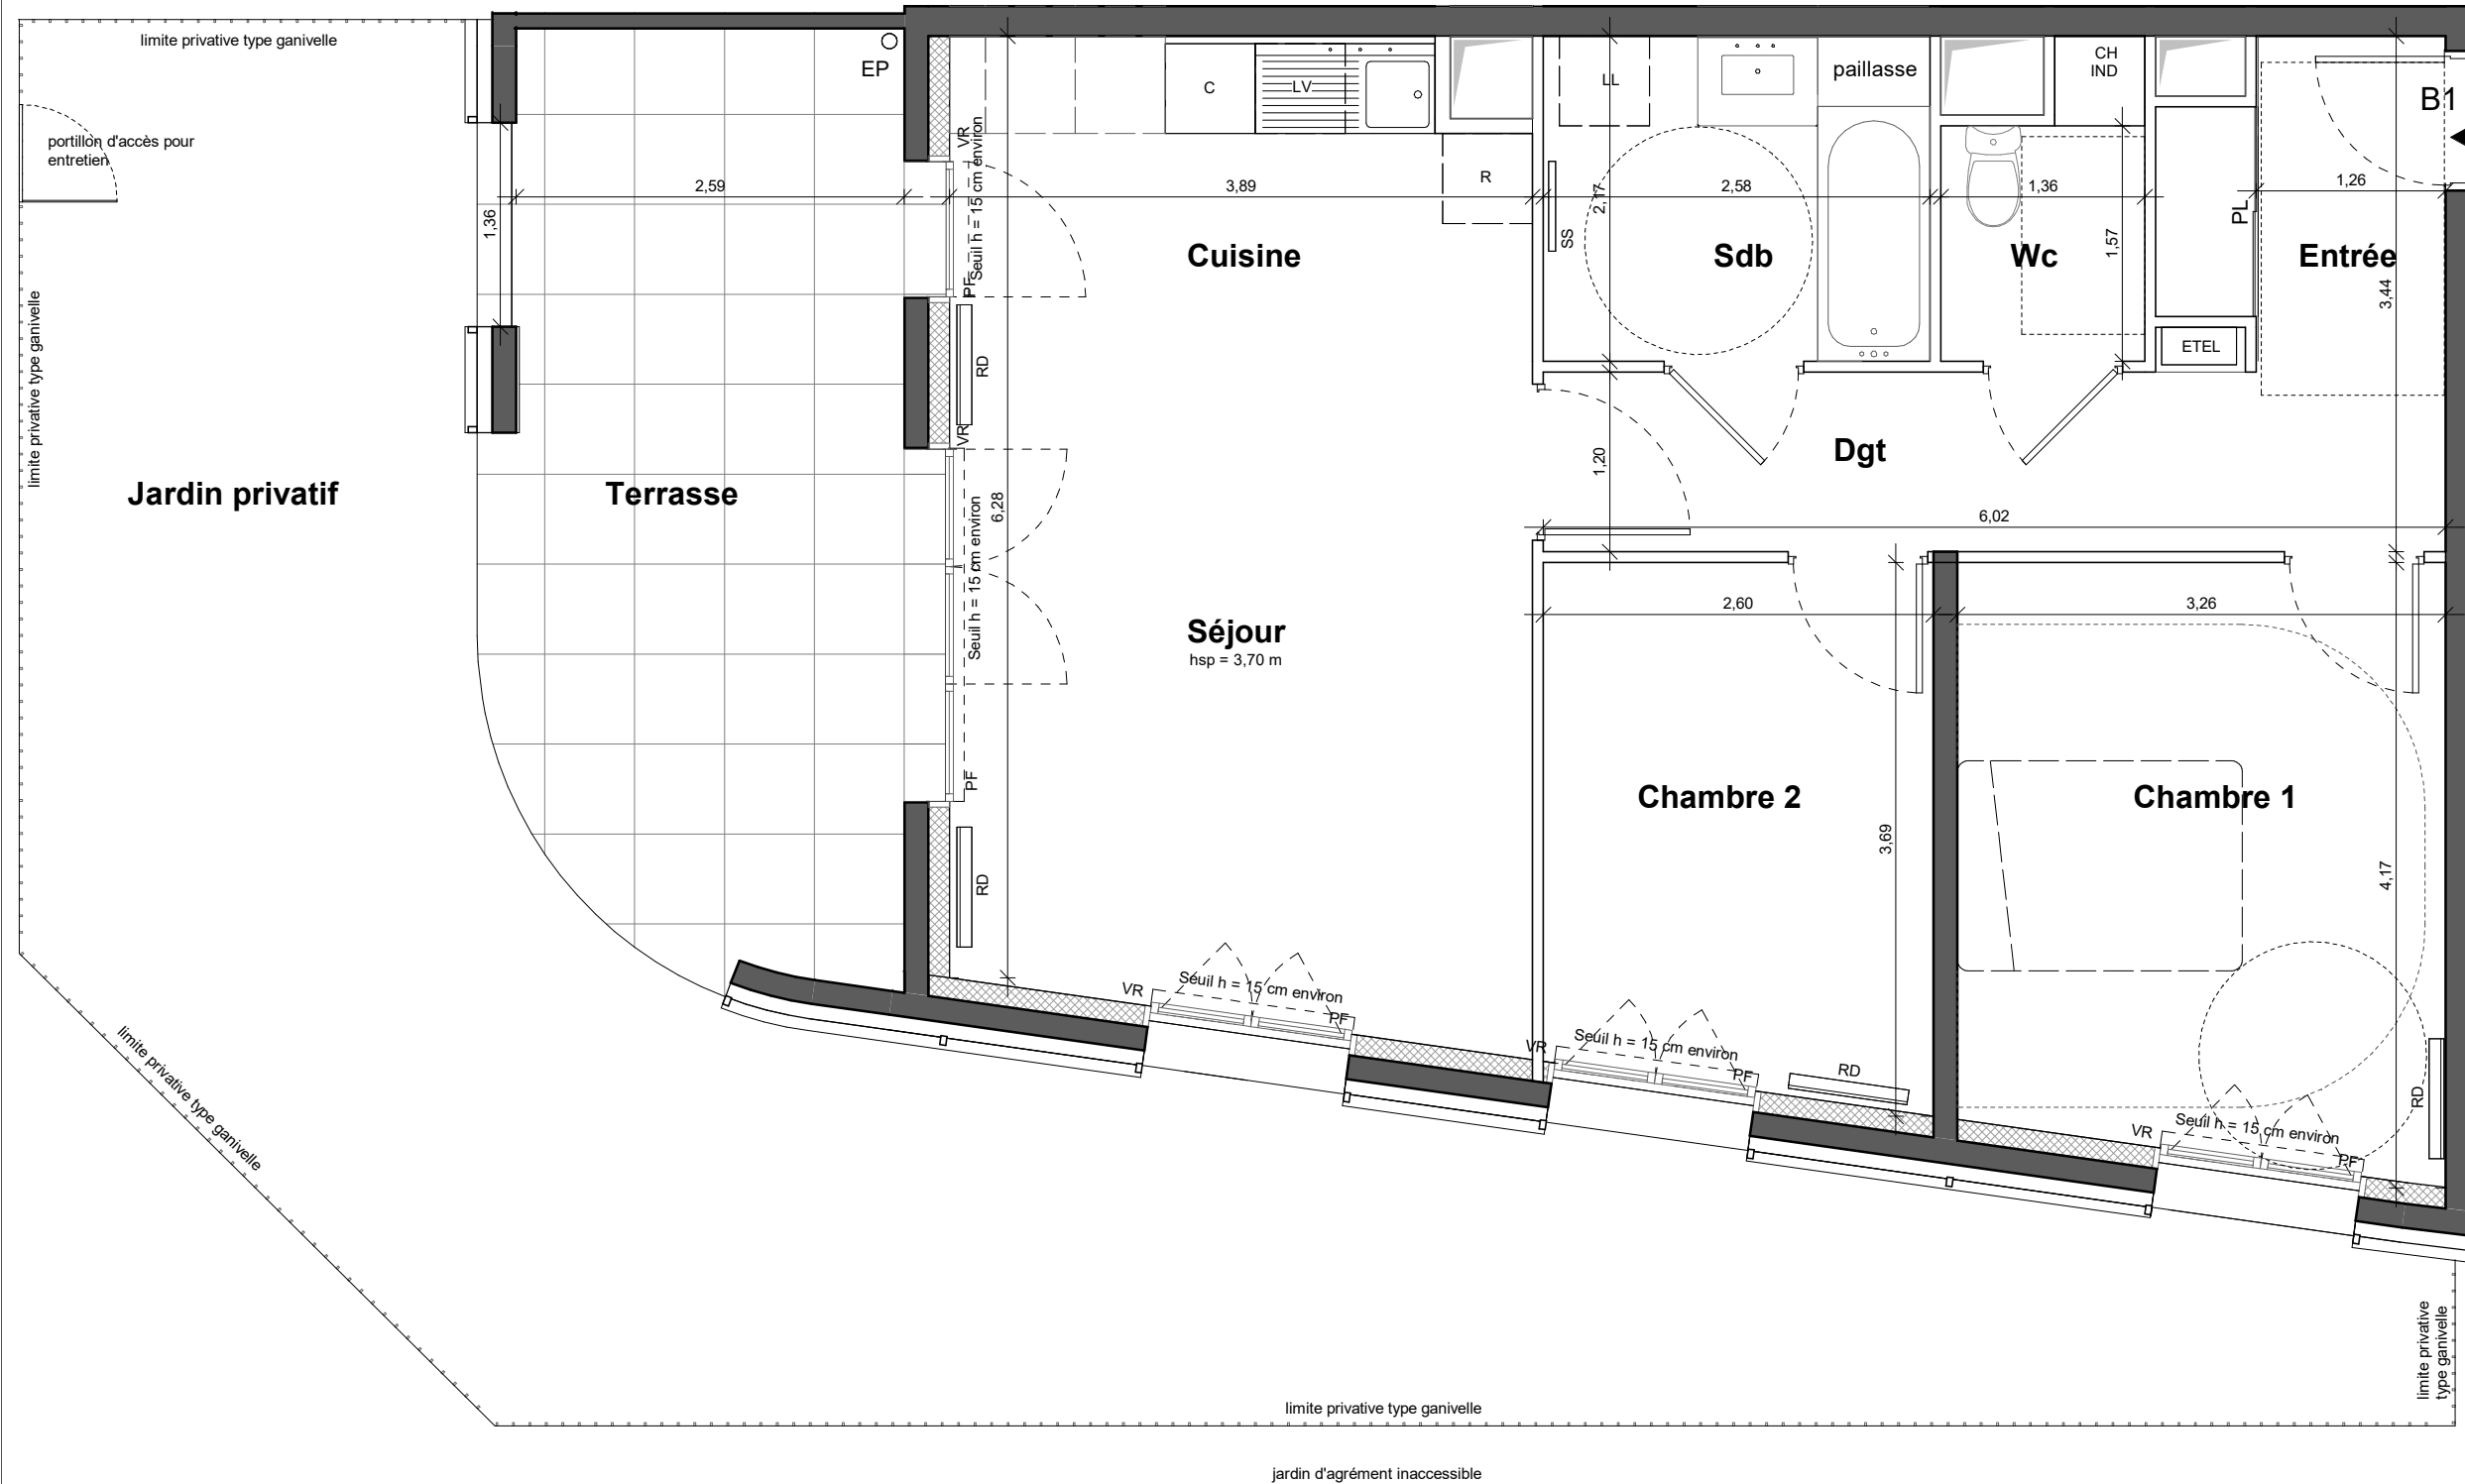 limite privative type ganivelle
portillon d'accès pour
entretien
limite privative type ganivelle
Jardin privatif
1,36
EP
2,59
Terrasse
VR
Seuil h = 15 cm environ
PF
RD
C
LV
R
3,89
Cuisine
VR
Seuil h = 15 cm environ
PF
6,28
RD
Séjour
hsp = 3,70 m
LL
paillasse
2,17
SS
2,58
Sdb
CH
IND
1,36
Wc
1,57
PL
ETEL
B1
1,26
Entrée
3,44
1,20
Dgt
6,02
2,60
3,26
Chambre 2
3,69
Chambre 1
4,17
VR
Seuil h = 15 cm environ
PF
VR
Seuil h = 15 cm environ
PF
RD
VR
Seuil h = 15 cm environ
PF
RD
limite privative type ganivelle
limite privative
type ganivelle
limite privative type ganivelle
jardin d'agrément inaccessible